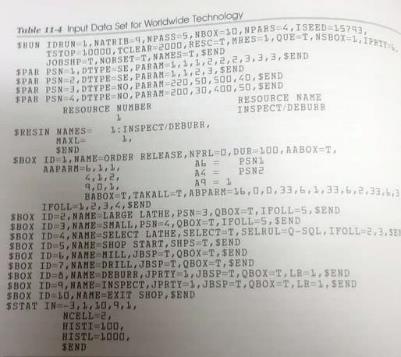 Table 11-4 Input Data Set for Worldwide Technology
$RUN IDRUN=1,NATRIB=9,NPASS=5,NBOX=10,NPARS=4,ISEED=15793,
TSTOP=10000,TCLEAR=2000,RESC=T,MRES=1,QUE=T,NSBOX=1,IPRTY=
JOBSHP=T,NORSET=T,NAMES=T,$END
$PAR PSN=1,DTYPE=SE,PARAM=1,1,1,2,2,2,3,3,3,$END
$PAR PSN=2,DTYPE=SE,PARAM=1,1,2,3,$END
$PAR PSN=3,DTYPE=NO,PARAM=220,50,500,40,$END
$PAR PSN=4,DTYPE=NO,PARAM=200,30,400,50,$END
RESOURCE NUMBER RESOURCE NAME
1 INSPECT/DEBURR
$RESIN NAMES= 1:INSPECT/DEBURR,
MAXL= 1,
$END
$BOX ID=1,NAME=ORDER RELEASE,NPRL=0,DUR=100,AABOX=T,
AAPARM=6,1,1, A6 = PSN1
4,1,2, A4 = PSN2
9,0,1, A9 = 1
BABOX=T,TAKALL=T,ABPARM=16,0,0,33,6,1,33,6,2,33,6,3
IFOLL=1,2,3,4,$END
$BOX ID=2,NAME=LARGE LATHE,PSN=3,QBOX=T,IFOLL=5,$END
$BOX ID=3,NAME=SMALL,PSN=4,QBOX=T,IFOLL=5,$END
$BOX ID=4,NAME=SELECT LATHE,SELECT=T,SELRUL=Q-SQL,IFOLL=2,3,$EN
$BOX ID=5,NAME=SHOP START,SHPS=T,$END
$BOX ID=6,NAME=MILL,JBSP=T,QBOX=T,$END
$BOX ID=7,NAME=DRILL,JBSP=T,QBOX=T,$END
$BOX ID=8,NAME=DEBURR,JPRTY=1,JBSP=T,QBOX=T,LR=1,$END
$BOX ID=9,NAME=INSPECT,JPRTY=1,JBSP=T,QBOX=T,LR=1,$END
$BOX ID=10,NAME=EXIT SHOP,$END
$STAT IN=-3,1,10,9,1,
NCELL=2,
HISTI=100,
HISTL=1000,
$END